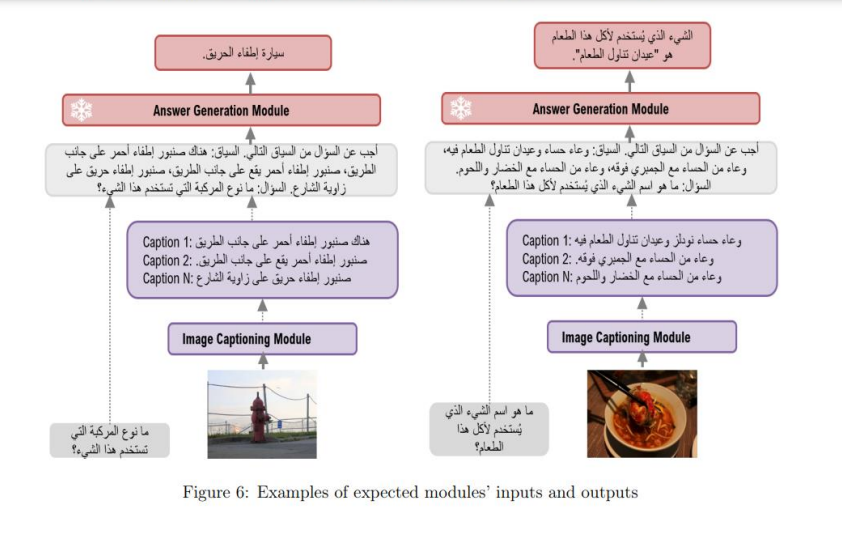 سيارة إطفاء الحريق.
Answer Generation Module
أجب عن السؤال من السياق التالي. السياق: هناك صنبور إطفاء أحمر على جانب
الطريق، صنبور إطفاء أحمر يقع على جانب الطريق، صنبور إطفاء حريق على
زاوية الشارع. السؤال: ما نوع المركبة التي تستخدم هذا الشيء؟
Caption 1: هناك صنبور إطفاء أحمر على جانب الطريق
Caption 2: صنبور إطفاء أحمر يقع على جانب الطريق.
Caption N: صنبور إطفاء حريق على زاوية الشارع
Image Captioning Module
ما نوع المركبة التي
تستخدم هذا الشيء؟
الشيء الذي يُستخدم لأكل هذا الطعام
هو "عيدان تناول الطعام".
Answer Generation Module
أجب عن السؤال من السياق التالي. السياق: وعاء حساء وعيدان تناول الطعام فيه،
وعاء من الحساء مع الجمبري فوقه، وعاء من الحساء مع الخضار واللحوم.
السؤال: ما هو اسم الشيء الذي يُستخدم لأكل هذا الطعام؟
Caption 1: وعاء حساء نودلز وعيدان تناول الطعام فيه
Caption 2: وعاء من الحساء مع الجمبري فوقه.
Caption N: وعاء من الحساء مع الخضار واللحوم
Image Captioning Module
ما هو اسم الشيء الذي
يُستخدم لأكل هذا
الطعام؟
Figure 6: Examples of expected modules' inputs and outputs